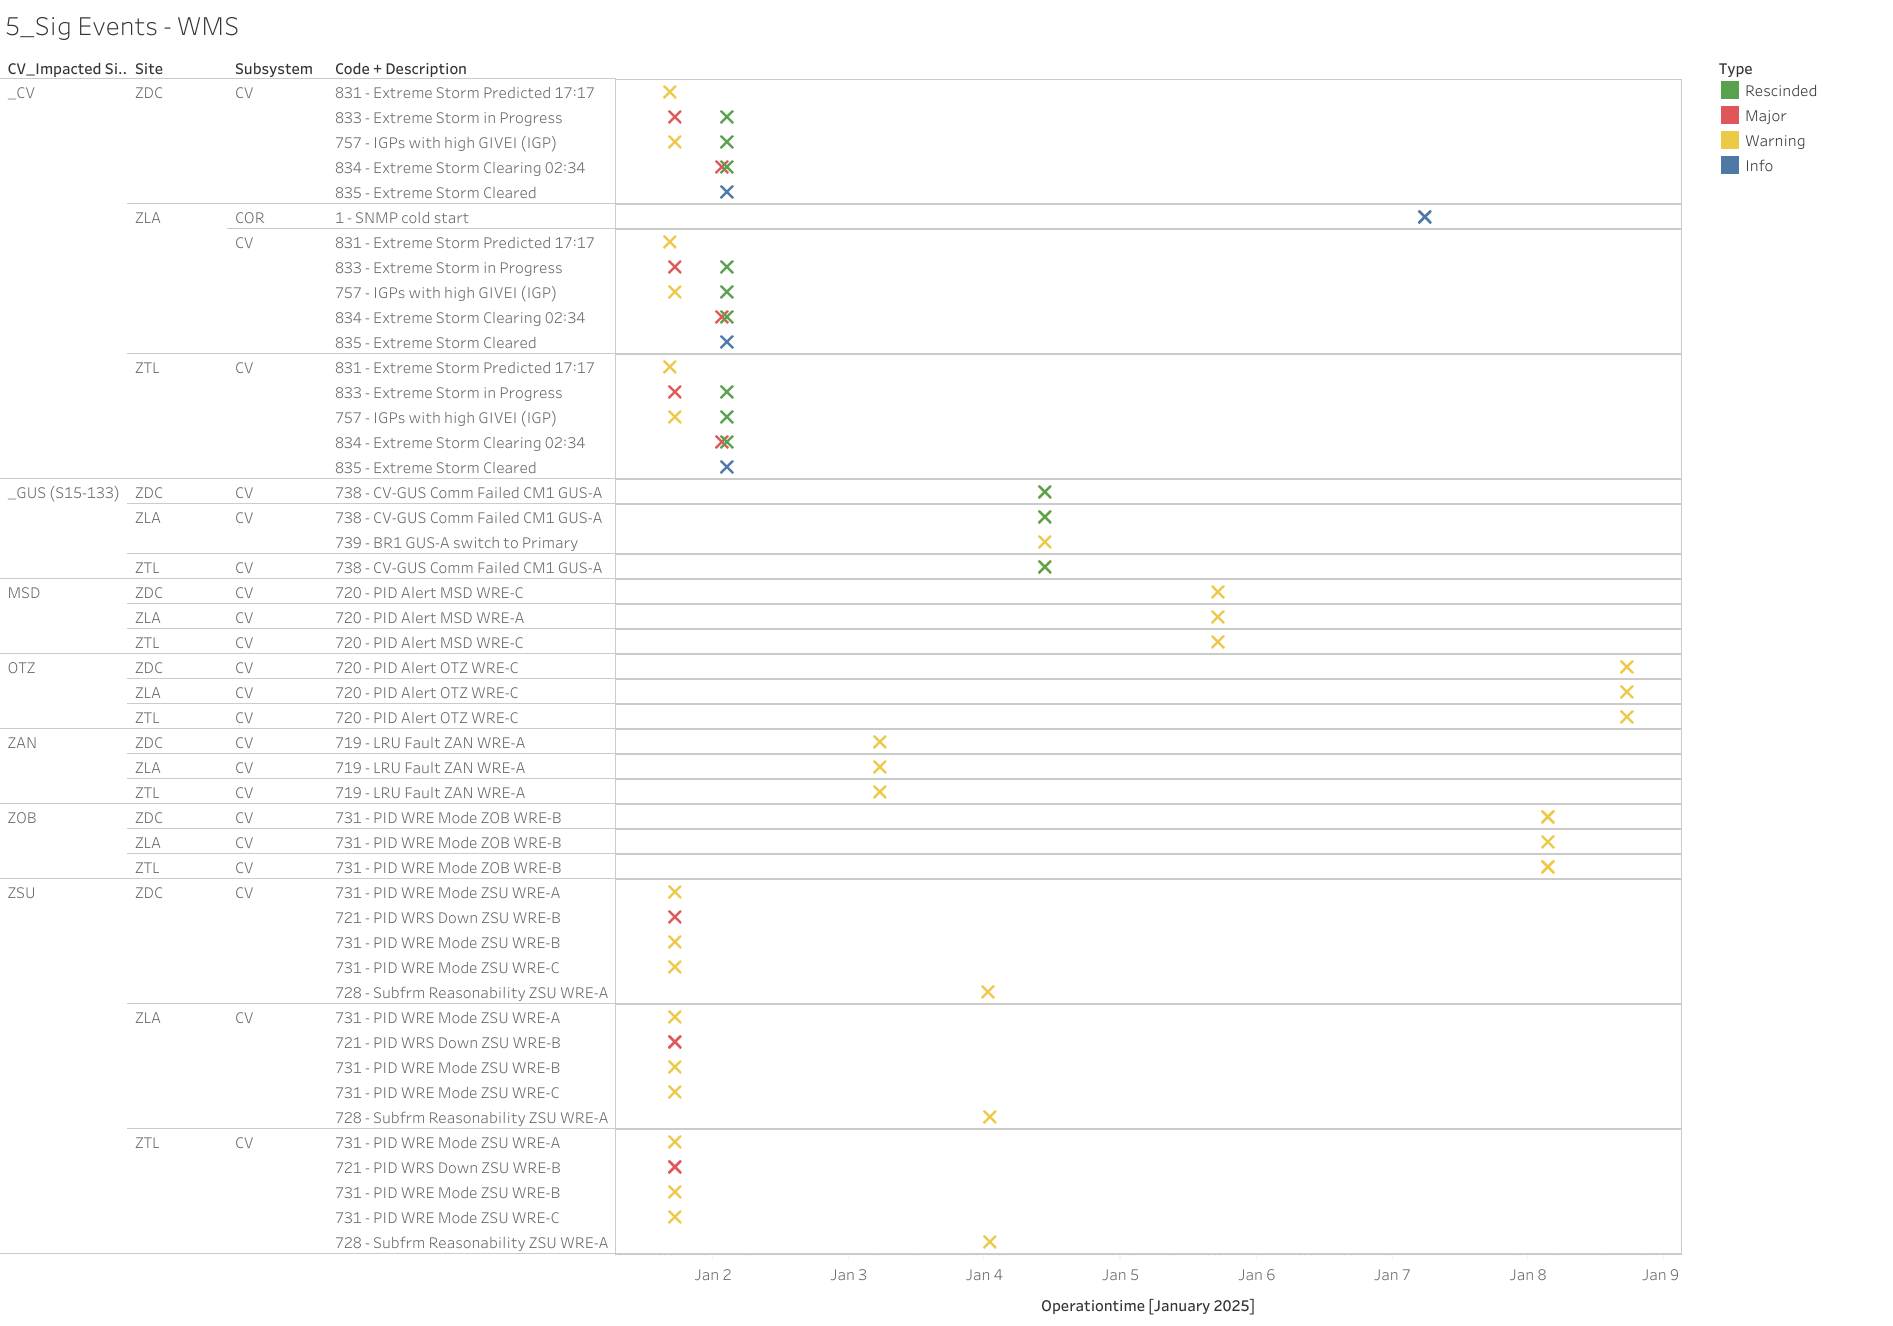 5_Sig Events - WMS
CV_Impacted Si.. Site Subsystem Code + Description
Type
_CV ZDC CV 831 - Extreme Storm Predicted 17:17
Rescinded
833 - Extreme Storm in Progress
Major
757 - IGPs with high GIVEI (IGP)
Warning
834 - Extreme Storm Clearing 02:34
Info
835 - Extreme Storm Cleared
ZLA COR 1 - SNMP cold start
CV 831 - Extreme Storm Predicted 17:17
833 - Extreme Storm in Progress
757 - IGPs with high GIVEI (IGP)
834 - Extreme Storm Clearing 02:34
835 - Extreme Storm Cleared
ZTL CV 831 - Extreme Storm Predicted 17:17
833 - Extreme Storm in Progress
757 - IGPs with high GIVEI (IGP)
834 - Extreme Storm Clearing 02:34
835 - Extreme Storm Cleared
_GUS (S15-133) ZDC CV 738 - CV-GUS Comm Failed CM1 GUS-A
ZLA CV 738 - CV-GUS Comm Failed CM1 GUS-A
739 - BR1 GUS-A switch to Primary
ZTL CV 738 - CV-GUS Comm Failed CM1 GUS-A
MSD ZDC CV 720 - PID Alert MSD WRE-C
ZLA CV 720 - PID Alert MSD WRE-A
ZTL CV 720 - PID Alert MSD WRE-C
OTZ ZDC CV 720 - PID Alert OTZ WRE-C
ZLA CV 720 - PID Alert OTZ WRE-C
ZTL CV 720 - PID Alert OTZ WRE-C
ZAN ZDC CV 719 - LRU Fault ZAN WRE-A
ZLA CV 719 - LRU Fault ZAN WRE-A
ZTL CV 719 - LRU Fault ZAN WRE-A
ZOB ZDC CV 731 - PID WRE Mode ZOB WRE-B
ZLA CV 731 - PID WRE Mode ZOB WRE-B
ZTL CV 731 - PID WRE Mode ZOB WRE-B
ZSU ZDC CV 731 - PID WRE Mode ZSU WRE-A
721 - PID WRS Down ZSU WRE-B
731 - PID WRE Mode ZSU WRE-B
731 - PID WRE Mode ZSU WRE-C
728 - Subfrm Reasonability ZSU WRE-A
ZLA CV 731 - PID WRE Mode ZSU WRE-A
721 - PID WRS Down ZSU WRE-B
731 - PID WRE Mode ZSU WRE-B
731 - PID WRE Mode ZSU WRE-C
728 - Subfrm Reasonability ZSU WRE-A
ZTL CV 731 - PID WRE Mode ZSU WRE-A
721 - PID WRS Down ZSU WRE-B
731 - PID WRE Mode ZSU WRE-B
731 - PID WRE Mode ZSU WRE-C
728 - Subfrm Reasonability ZSU WRE-A
Jan 2 Jan 3 Jan 4 Jan 5 Jan 6 Jan 7 Jan 8 Jan 9
Operationtime [January 2025]